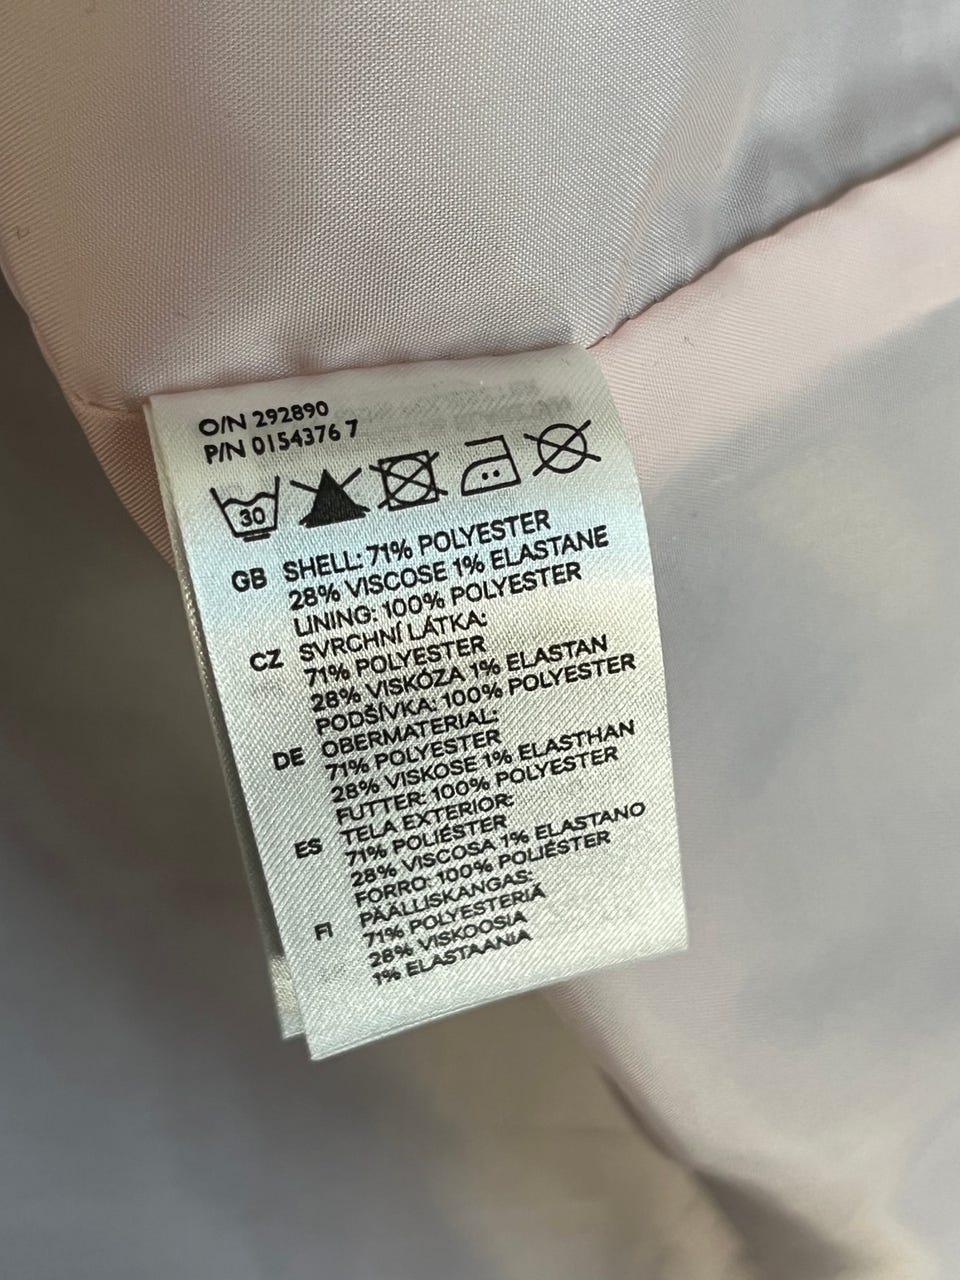 O/N 292890
P/N 0154376 7
30
GB SHELL: 71% POLYESTER
28% VISCOSE 1% ELASTANE
LINING: 100% POLYESTER
CZ SVRCHNÍ LÁTKA:
71% POLYESTER
28% VISKÓZA 1% ELASTAN
PODŠÍVKA: 100% POLYESTER
DE OBERMATERIAL:
71% POLYESTER
28% VISKOSE 1% ELASTHAN
FUTTER: 100% POLYESTER
ES TELA EXTERIOR:
71% POLIÉSTER
28% VISCOSA 1% ELASTANO
FORRO: 100% POLIÉSTER
FI PÄÄLLISKANGAS:
71% POLYESTERIÄ
28% VISKOOSIA
1% ELASTAANIA